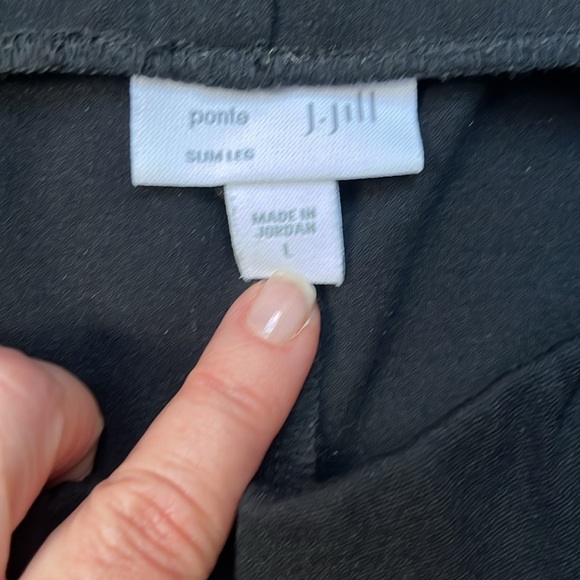 ponte J.Jill
SLIM LEG
MADE IN
JORDAN
L